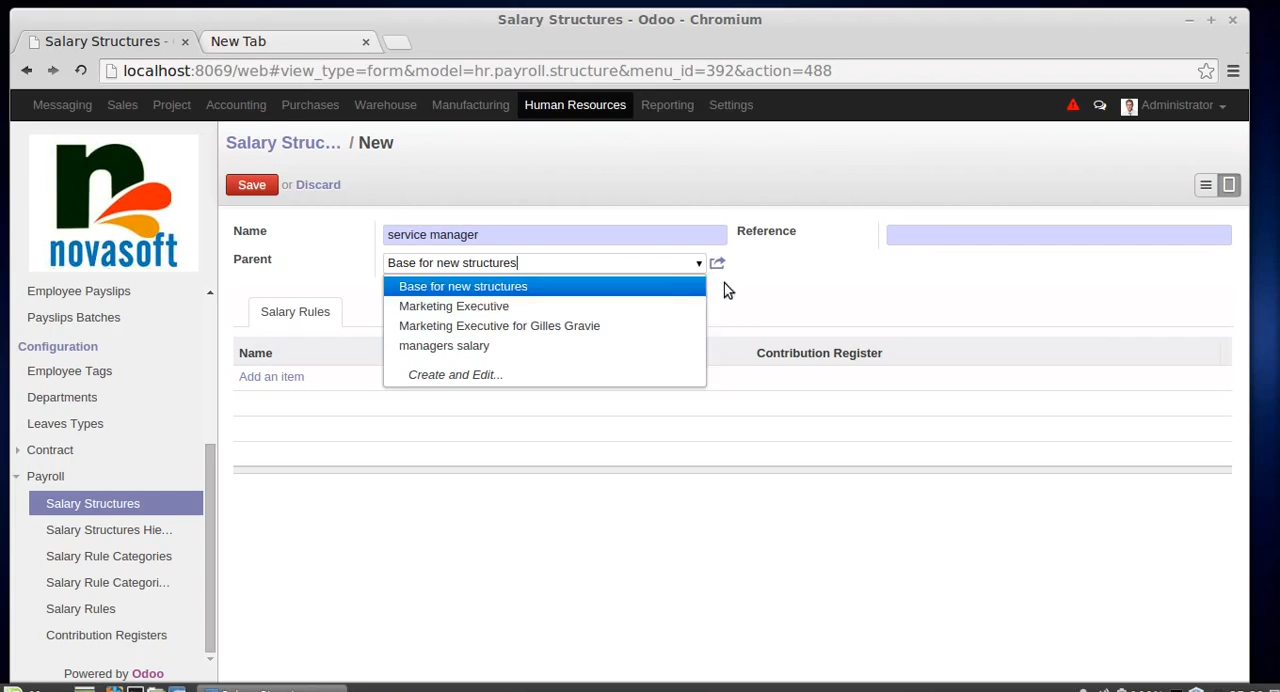 Salary Structures - Odoo - Chromium
Salary Structures -
New Tab
localhost:8069/web#view_type=form&model=hr.payroll.structure&menu_id=392&action=488
Messaging Sales Project Accounting Purchases Warehouse Manufacturing Human Resources Reporting Settings Administrator
n
novasoft
Employee Payslips
Payslips Batches
Configuration
Employee Tags
Departments
Leaves Types
Contract
Payroll
Salary Structures
Salary Structures Hie...
Salary Rule Categories
Salary Rule Categori...
Salary Rules
Contribution Registers
Powered by Odoo
Salary Struc... / New
Save or Discard
Name service manager Reference
Parent Base for new structures
Base for new structures
Marketing Executive
Marketing Executive for Gilles Gravie
managers salary
Create and Edit...
Salary Rules
Name Contribution Register
Add an item